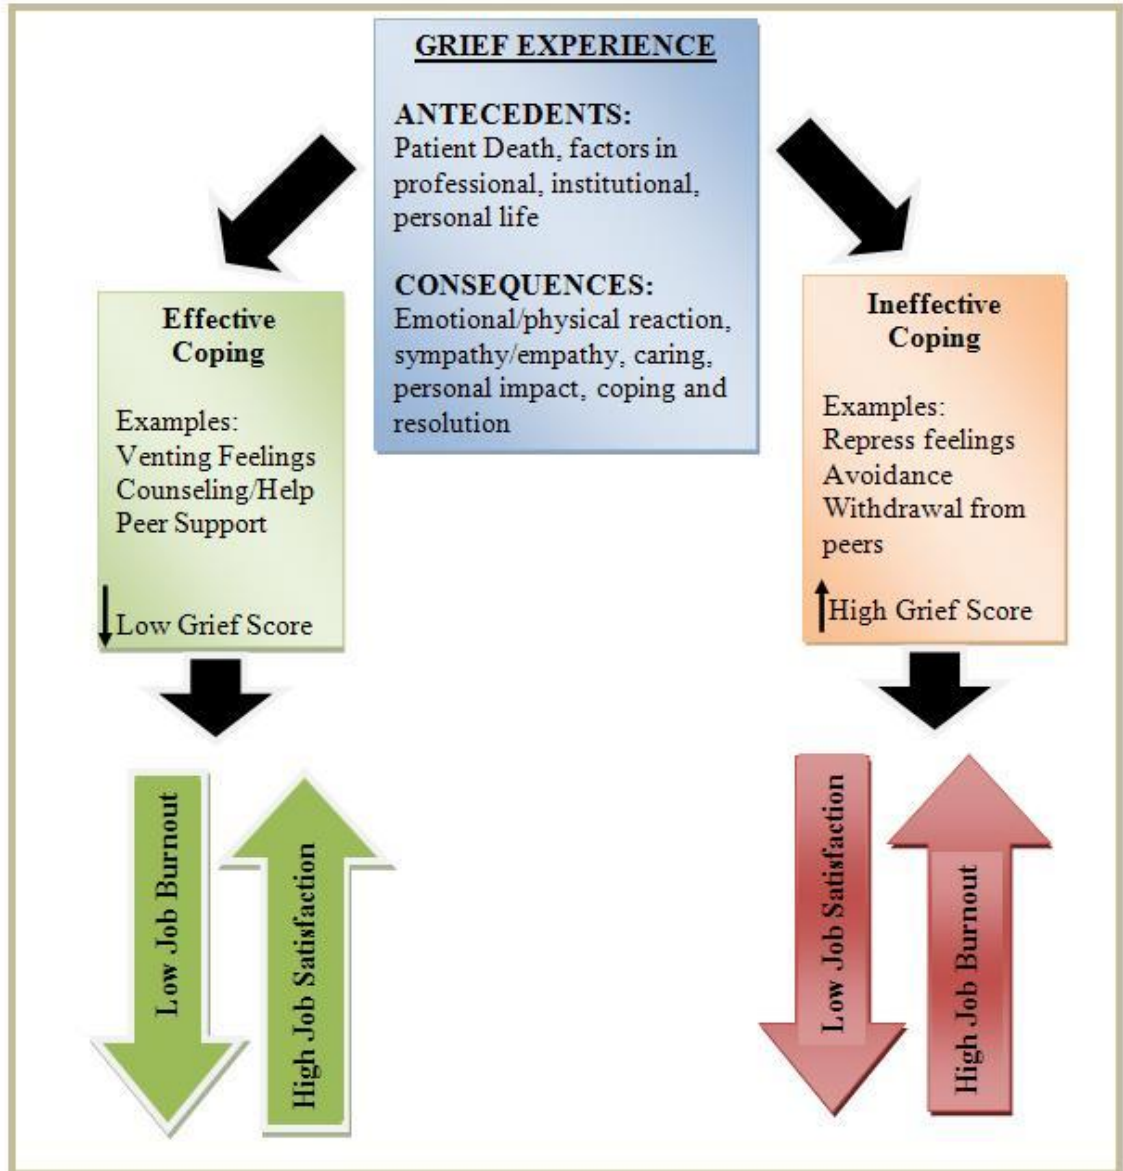 GRIEF EXPERIENCE
ANTECEDENTS:
Patient Death, factors in
professional, institutional,
personal life
CONSEQUENCES:
Emotional/physical reaction,
sympathy/empathy, caring,
personal impact, coping and
resolution
Effective
Coping
Examples:
Venting Feelings
Counseling/Help
Peer Support
Low Grief Score
Ineffective
Coping
Examples:
Repress feelings
Avoidance
Withdrawal from
peers
High Grief Score
Low Job Burnout
High Job Satisfaction
Low Job Satisfaction
High Job Burnout